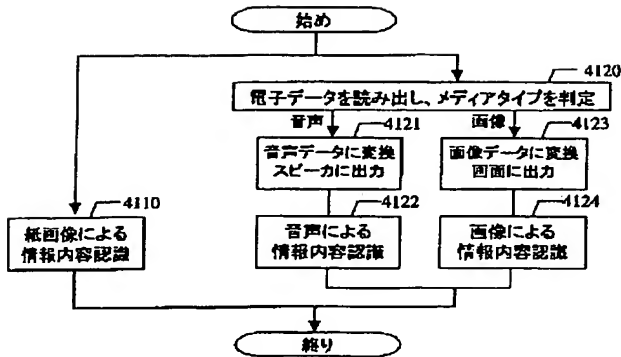 始め
4120
電子データを読み出し、メディアタイプを判定
音声
4121
画像
4123
音声データに変換
スピーカに出力
画像データに変換
画面に出力
4110
4122
4124
紙画像による
情報内容認識
音声による
情報内容認識
画像による
情報内容認識
終り